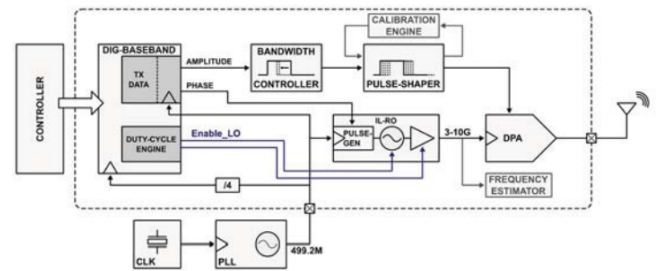 CALIBRATION
ENGINE
DIG-BASEBAND
TX
DATA
AMPLITUDE
BANDWIDTH
CONTROLLER
PULSE-SHAPER
PHASE
CONTROLLER
DUTY-CYCLE
ENGINE
Enable_LO
IL-RO
PULSE-
GEN
3-10G
DPA
FREQUENCY
ESTIMATOR
/4
CLK
PLL
499.2M